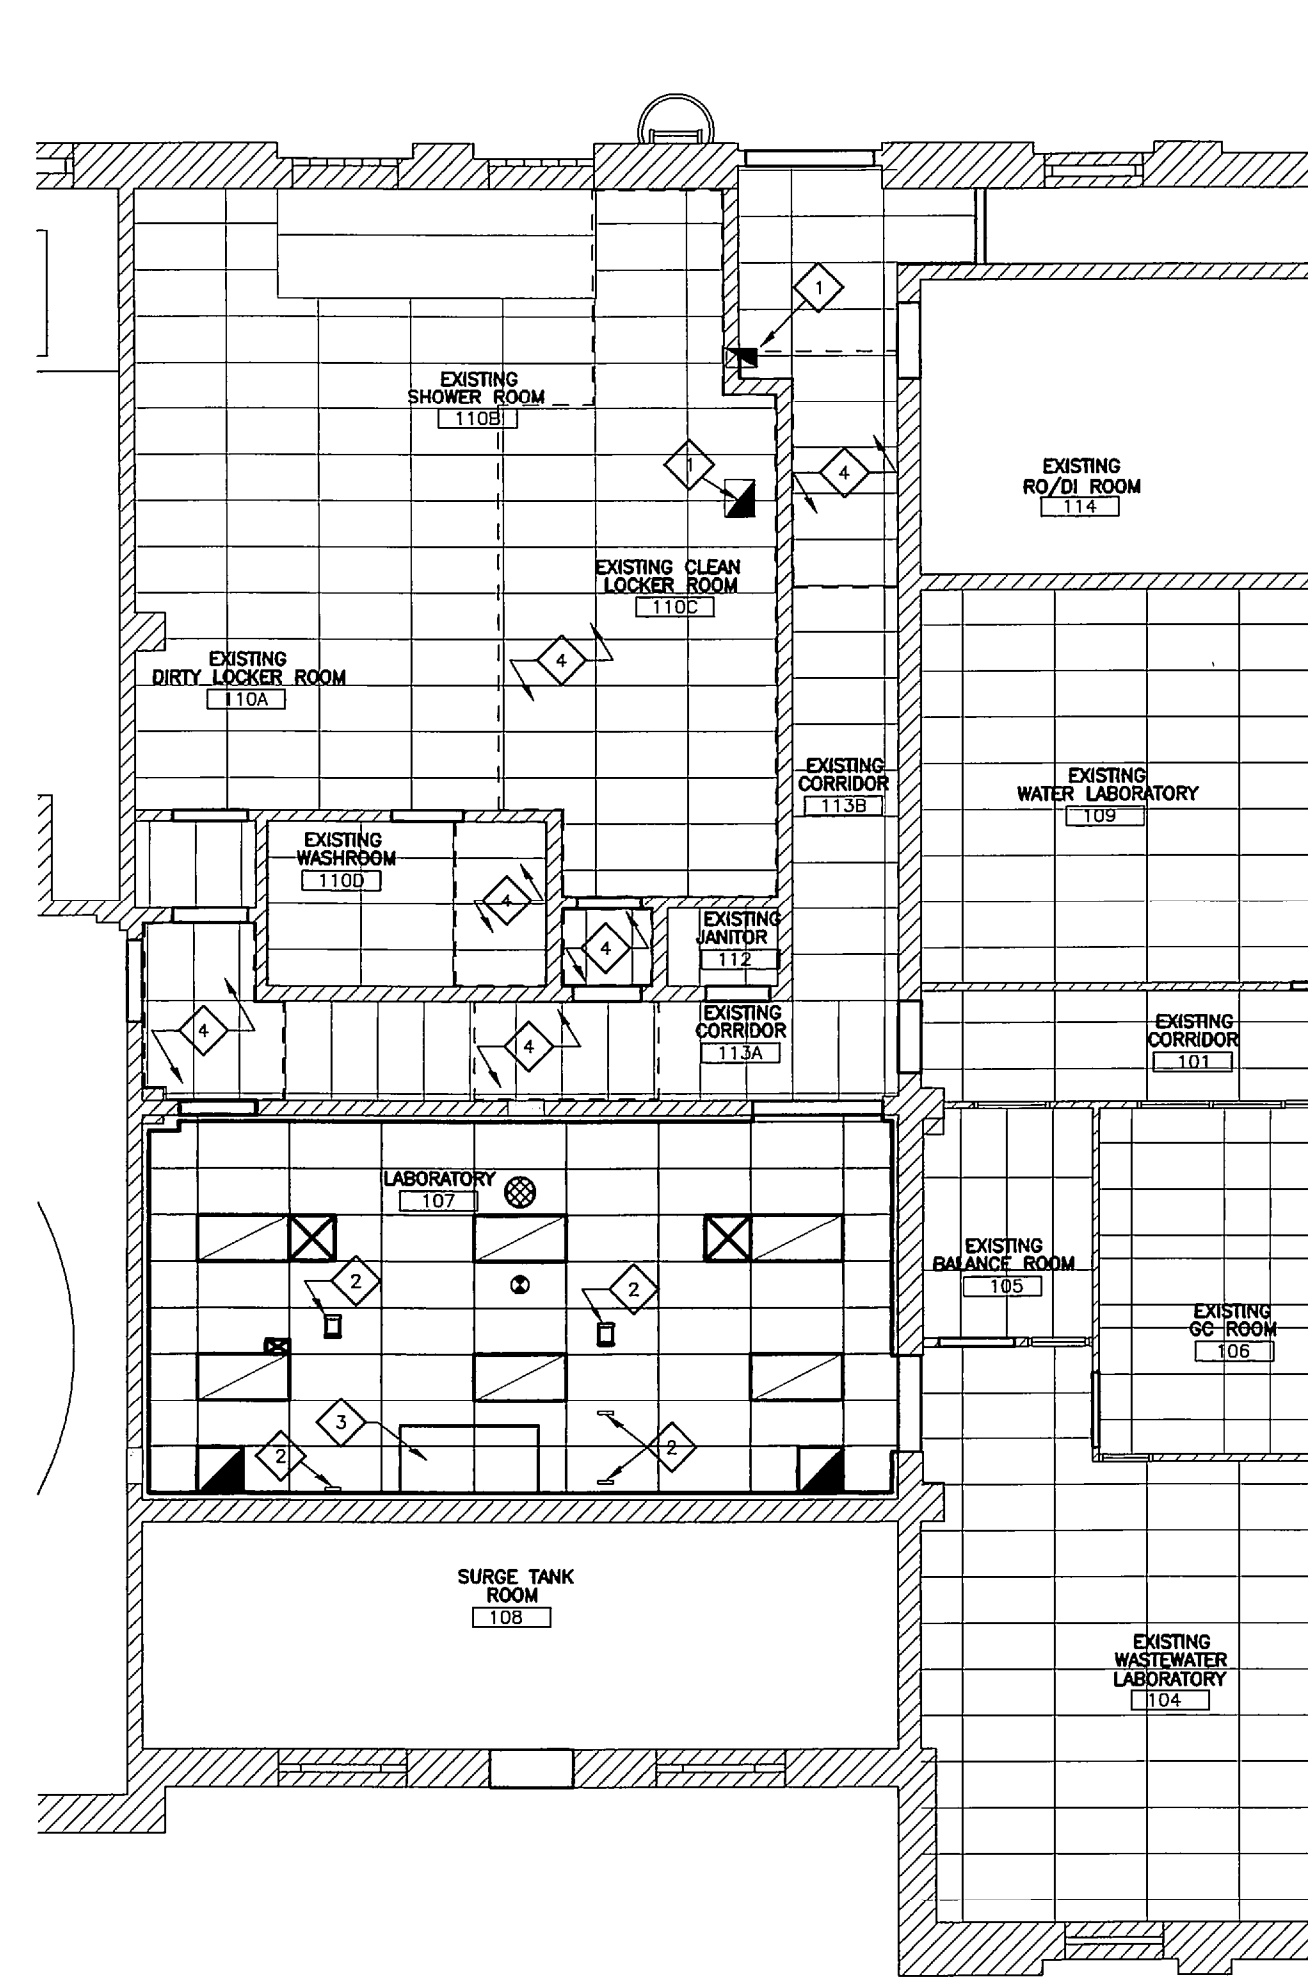 1
EXISTING
SHOWER ROOM
110B
1
4
EXISTING
RO/DI ROOM
114
EXISTING CLEAN
LOCKER ROOM
110C
4
EXISTING
DIRTY LOCKER ROOM
110A
EXISTING
CORRIDOR
113B
EXISTING
WATER LABORATORY
109
EXISTING
WASHROOM
110D
4
4
EXISTING
JANITOR
112
4
4
EXISTING
CORRIDOR
113A
EXISTING
CORRIDOR
101
LABORATORY
107
2
2
EXISTING
BALANCE ROOM
105
EXISTING
GC ROOM
106
3
2
2
SURGE TANK
ROOM
108
EXISTING
WASTEWATER
LABORATORY
104